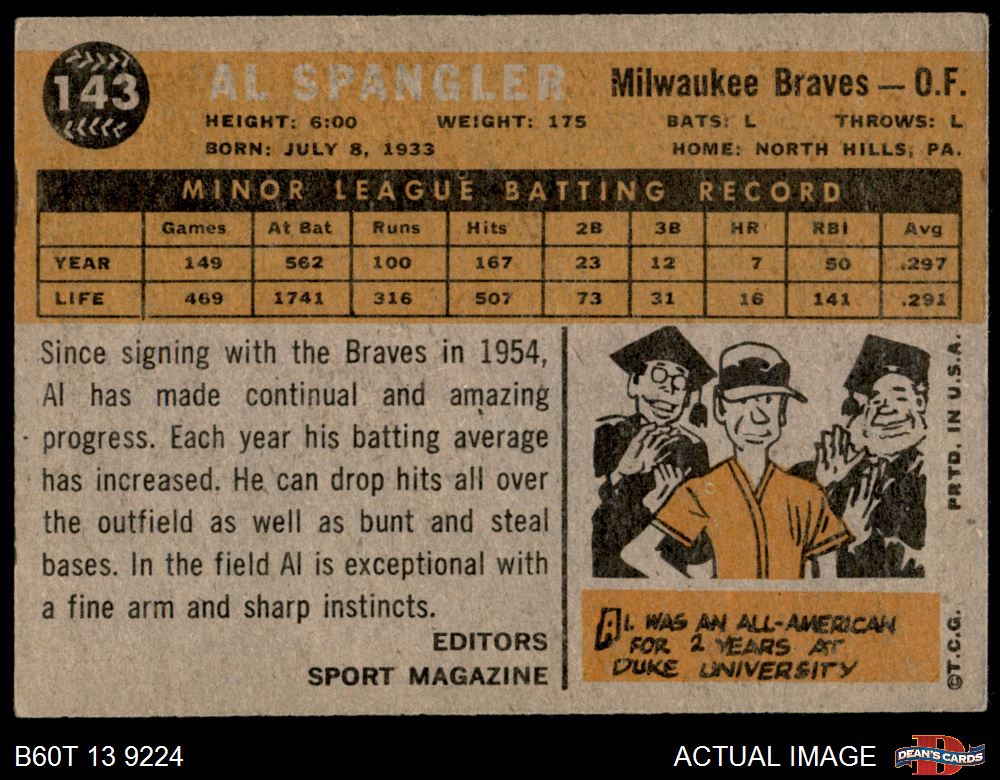 143
AL SPANGLER
Milwaukee Braves — O.F.
HEIGHT: 6:00 WEIGHT: 175 BATS: L THROWS: L
BORN: JULY 8, 1933 HOME: NORTH HILLS, PA.
MINOR LEAGUE BATTING RECORD
Games At Bat Runs Hits 2B 3B HR RBI Avg
YEAR 149 562 100 167 23 12 7 50 .297
LIFE 469 1741 316 507 73 31 16 141 .291
Since signing with the Braves in 1954,
Al has made continual and amazing
progress. Each year his batting average
has increased. He can drop hits all over
the outfield as well as bunt and steal
bases. In the field Al is exceptional with
a fine arm and sharp instincts.
EDITORS
SPORT MAGAZINE
AL WAS AN ALL-AMERICAN
FOR 2 YEARS AT
DUKE UNIVERSITY
©T.C.G. PRTD. IN U.S.A.
B60T 13 9224
ACTUAL IMAGE
DEAN'S CARDS